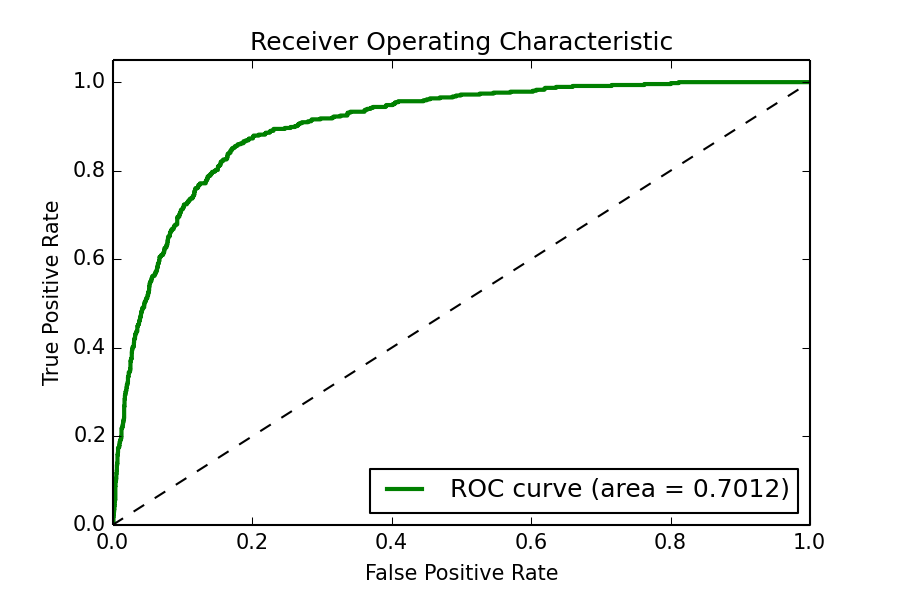 Receiver Operating Characteristic
1.0
0.8
0.6
0.4
0.2
0.0
True Positive Rate
ROC curve (area = 0.7012)
0.0 0.2 0.4 0.6 0.8 1.0
False Positive Rate